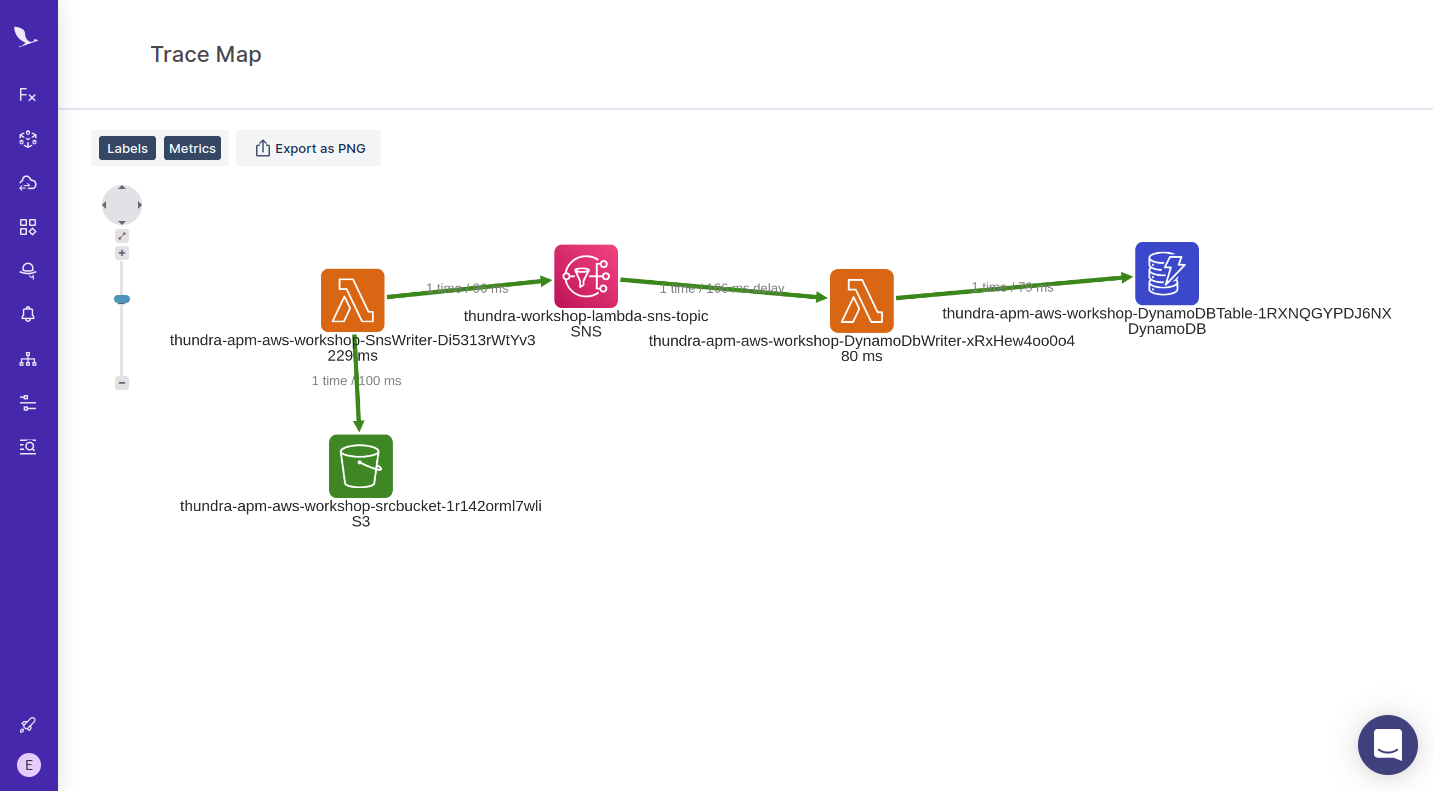 Trace Map
Fx
Labels
Metrics
Export as PNG
1 time / 96 ms
thundra-workshop-lambda-sns-topic
SNS
1 time / 166 ms delay
1 time / 79 ms
thundra-apm-aws-workshop-DynamoDBTable-1RXNQGYPDJ6NX
DynamoDB
thundra-apm-aws-workshop-SnsWriter-Di5313rWtYv3
229 ms
thundra-apm-aws-workshop-DynamoDbWriter-xRxHew4oo0o4
80 ms
1 time / 100 ms
thundra-apm-aws-workshop-srcbucket-1r142orml7wli
S3
E